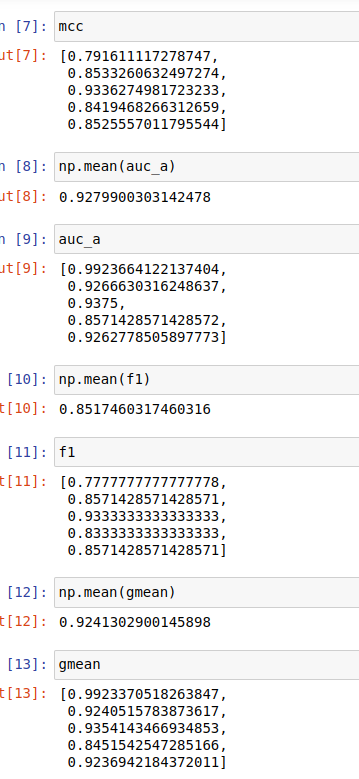 n [7]: mcc
ut[7]: [0.791611117278747,
0.8533260632497274,
0.9336274981723233,
0.8419468266312659,
0.8525557011795544]
n [8]: np.mean(auc_a)
ut[8]: 0.9279900303142478
n [9]: auc_a
ut[9]: [0.9923664122137404,
0.9266630316248637,
0.9375,
0.8571428571428572,
0.9262778505897773]
[10]: np.mean(f1)
t[10]: 0.8517460317460316
[11]: f1
t[11]: [0.7777777777777778,
0.8571428571428571,
0.9333333333333333,
0.8333333333333333,
0.8571428571428571]
[12]: np.mean(gmean)
t[12]: 0.9241302900145898
[13]: gmean
t[13]: [0.9923370518263847,
0.9240515783873617,
0.9354143466934853,
0.8451542547285166,
0.9236942184372011]